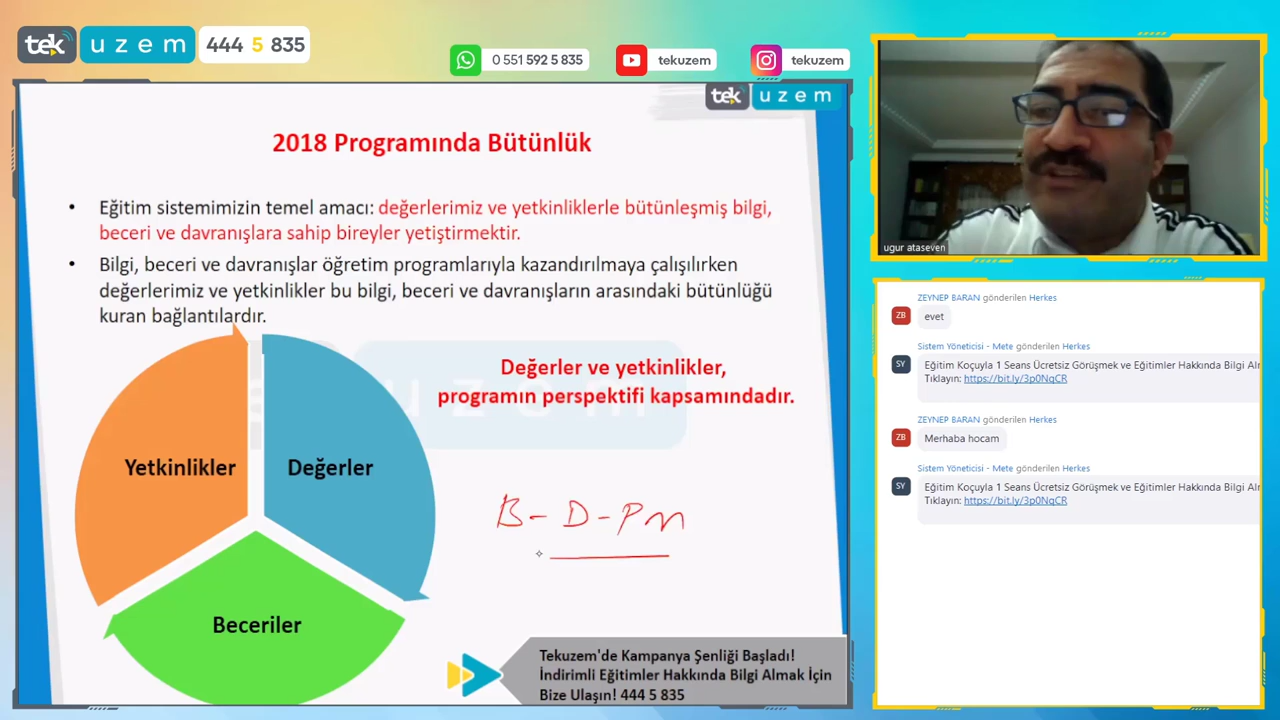 tek uzem 444 5 835
0 551 592 5 835 tekuzem tekuzem
tek uzem
2018 Programında Bütünlük
• Eğitim sistemimizin temel amacı: değerlerimiz ve yetkinliklerle bütünleşmiş bilgi,
beceri ve davranışlara sahip bireyler yetiştirmektir.
• Bilgi, beceri ve davranışlar öğretim programlarıyla kazandırılmaya çalışılırken
değerlerimiz ve yetkinlikler bu bilgi, beceri ve davranışların arasındaki bütünlüğü
kuran bağlantılardır.
uzem
Değerler ve yetkinlikler,
programın perspektifi kapsamındadır.
Yetkinlikler
Değerler
Beceriler
B - D - P
Tekuzem'de Kampanya Şenliği Başladı!
İndirimli Eğitimler Hakkında Bilgi Almak İçin
Bize Ulaşın! 444 5 835
ugur ataseven
ZEYNEP BARAN gönderilen Herkes
ZB evet
Sistem Yöneticisi - Mete gönderilen Herkes
SY Eğitim Koçuyla 1 Seans Ücretsiz Görüşmek ve Eğitimler Hakkında Bilgi Alm
Tıklayın: https://bit.ly/3p0NqCR
ZEYNEP BARAN gönderilen Herkes
ZB Merhaba hocam
Sistem Yöneticisi - Mete gönderilen Herkes
SY Eğitim Koçuyla 1 Seans Ücretsiz Görüşmek ve Eğitimler Hakkında Bilgi Alm
Tıklayın: https://bit.ly/3p0NqCR